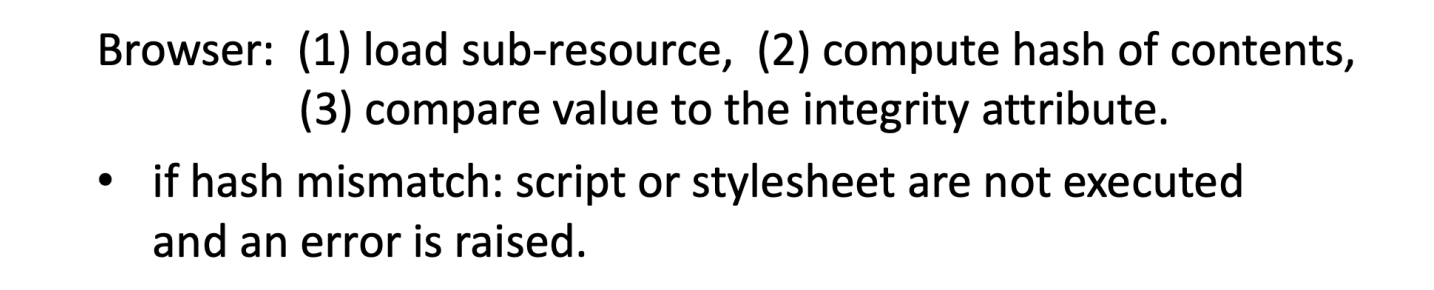 Browser: (1) load sub-resource, (2) compute hash of contents,
(3) compare value to the integrity attribute.
• if hash mismatch: script or stylesheet are not executed
and an error is raised.